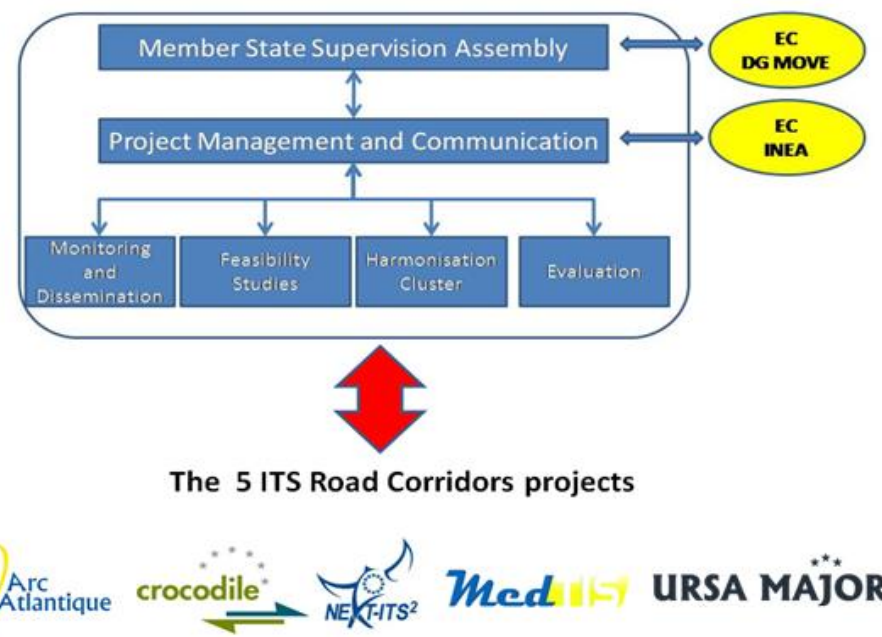 Member State Supervision Assembly
EC
DG MOVE
Project Management and Communication
EC
INEA
Monitoring
and
Dissemination
Feasibility
Studies
Harmonisation
Cluster
Evaluation
The 5 ITS Road Corridors projects
Arc
Atlantique
crocodile
NEXT-ITS²
MedTIS
URSA MAJOR